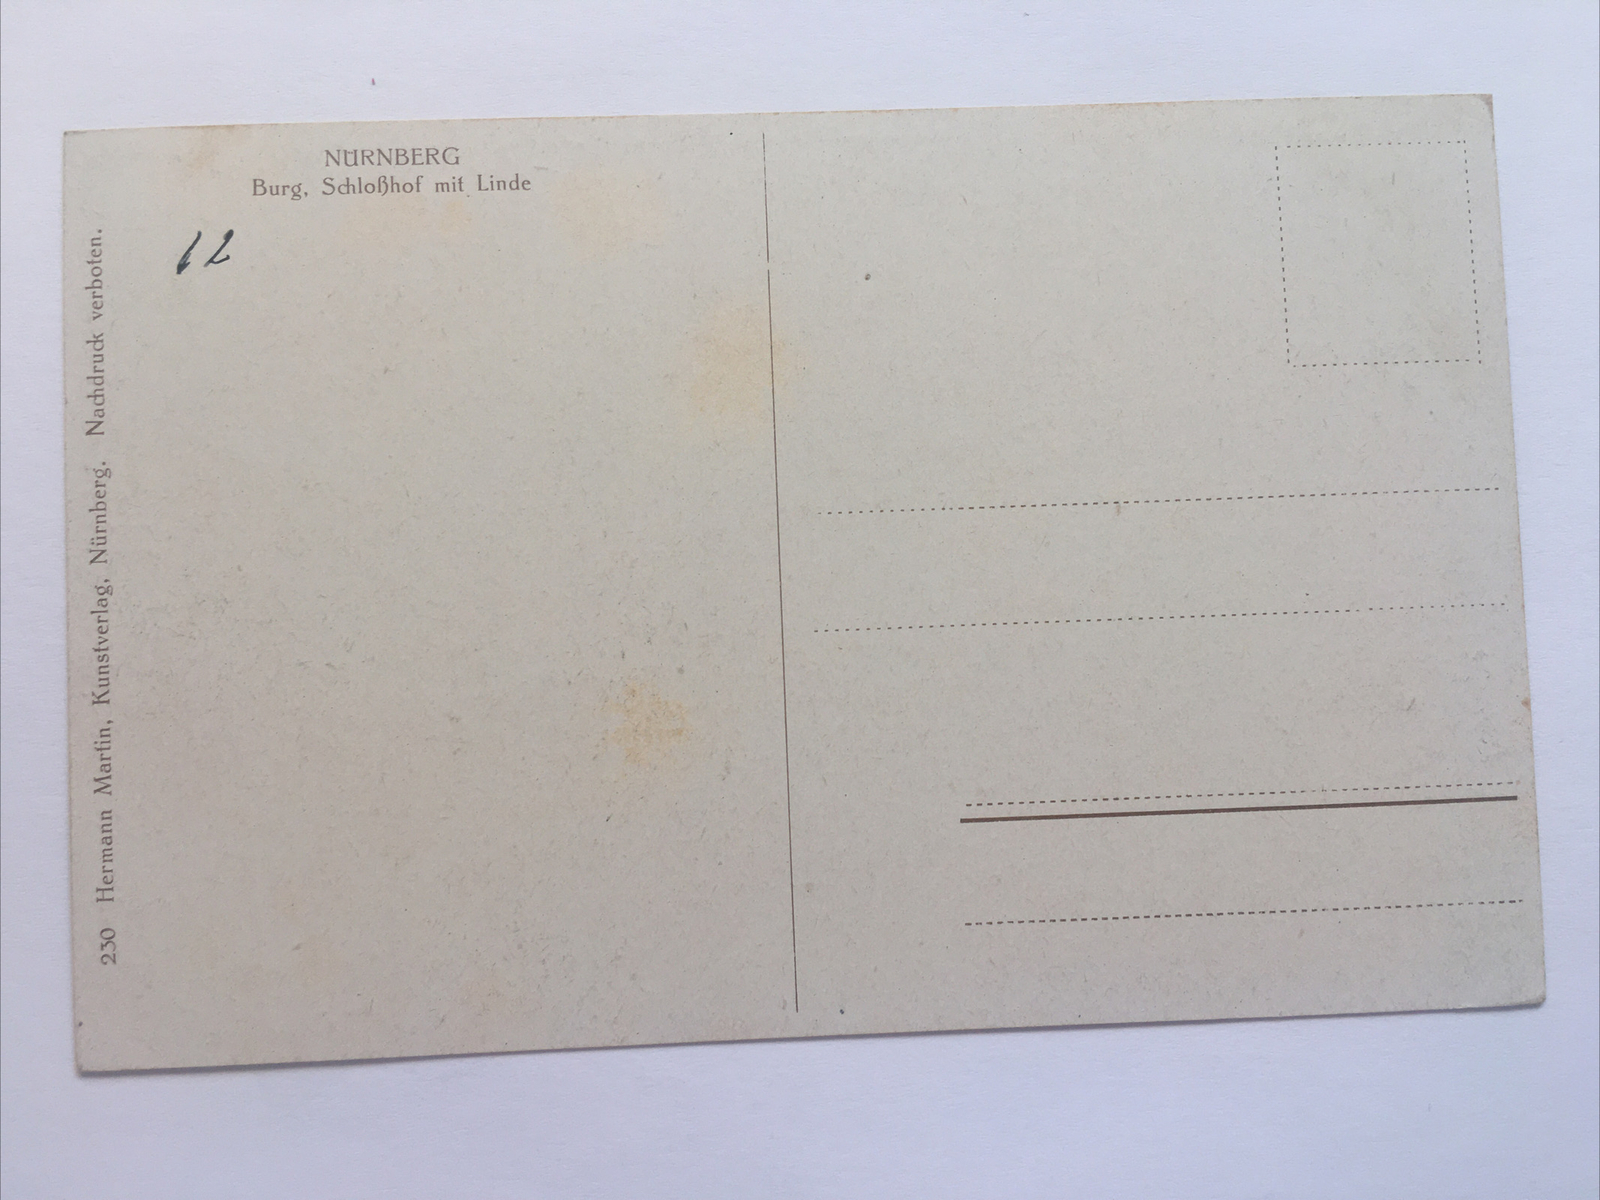 NÜRNBERG
Burg, Schloßhof mit Linde
12
230 Hermann Martin, Kunstverlag, Nürnberg. Nachdruck verboten.